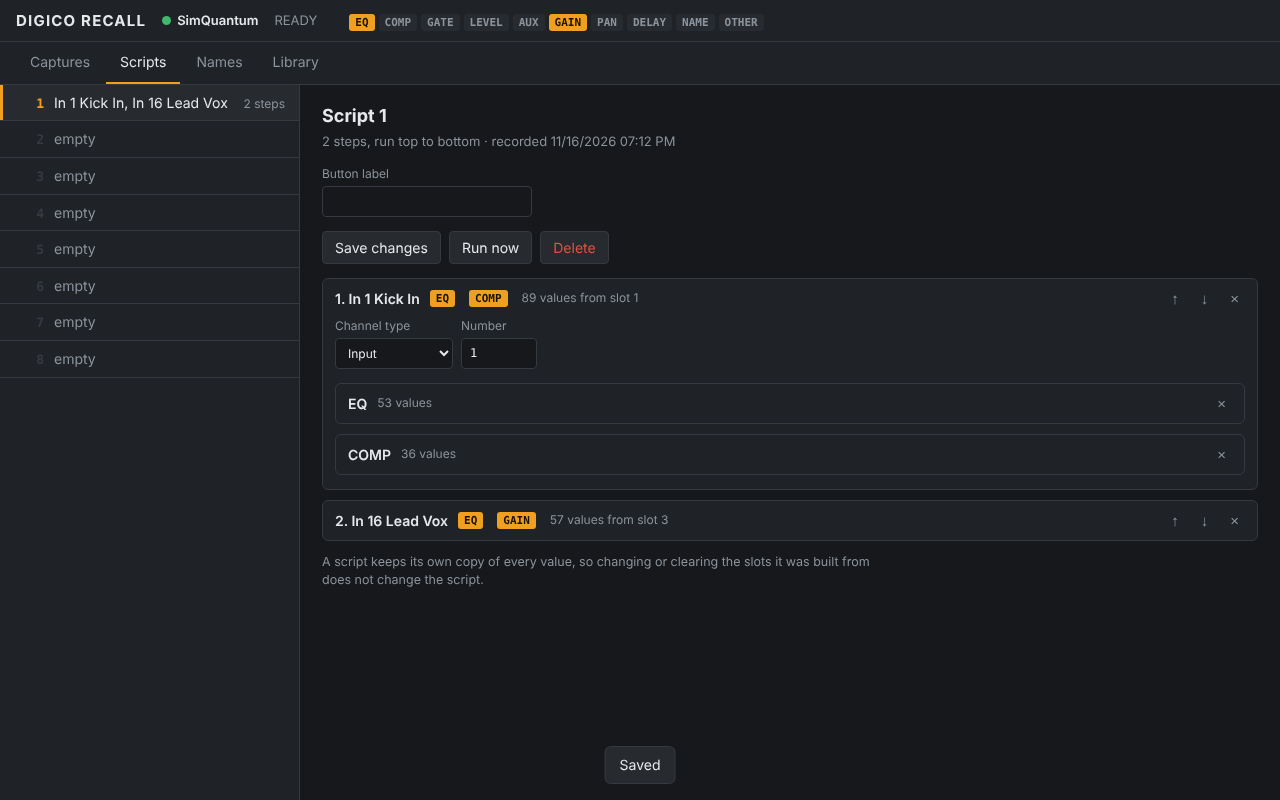 DIGICO RECALL SimQuantum READY EQ COMP GATE LEVEL AUX GAIN PAN DELAY NAME OTHER
Captures Scripts Names Library
1 In 1 Kick In, In 16 Lead Vox 2 steps
2 empty
3 empty
4 empty
5 empty
6 empty
7 empty
8 empty
Script 1
2 steps, run top to bottom · recorded 11/16/2026 07:12 PM
Button label
Save changes Run now Delete
1. In 1 Kick In EQ COMP 89 values from slot 1 ↑ ↓ ×
Channel type Number
Input 1
EQ 53 values ×
COMP 36 values ×
2. In 16 Lead Vox EQ GAIN 57 values from slot 3 ↑ ↓ ×
A script keeps its own copy of every value, so changing or clearing the slots it was built from
does not change the script.
Saved